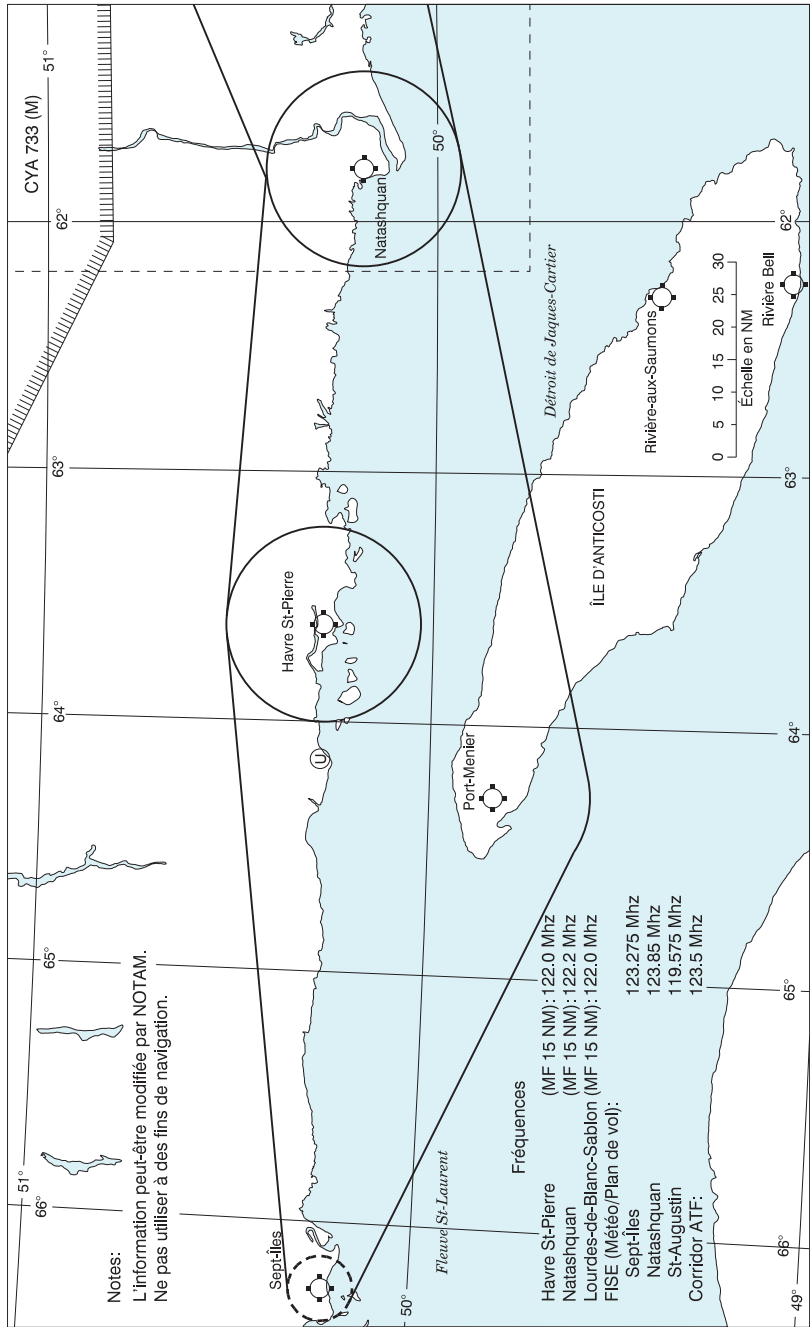 51°
66°
65°
64°
63°
62°
51°
CYA 733 (M)
Notes:
L'information peut-être modifiée par NOTAM.
Ne pas utiliser à des fins de navigation.
Sept-Îles
U
Havre St-Pierre
Natashquan
50°
50°
Fleuve St-Laurent
Port-Menier
Détroit de Jaques-Cartier
ÎLE D'ANTICOSTI
Rivière-aux-Saumons
0 5 10 15 20 25 30
Échelle en NM
Rivière Bell
Fréquences
Havre St-Pierre (MF 15 NM): 122.0 Mhz
Natashquan (MF 15 NM): 122.2 Mhz
Lourdes-de-Blanc-Sablon (MF 15 NM): 122.0 Mhz
FISE (Météo/Plan de vol):
Sept-Îles 123.275 Mhz
Natashquan 123.85 Mhz
St-Augustin 119.575 Mhz
Corridor ATF: 123.5 Mhz
49°
66°
65°
64°
63°
62°